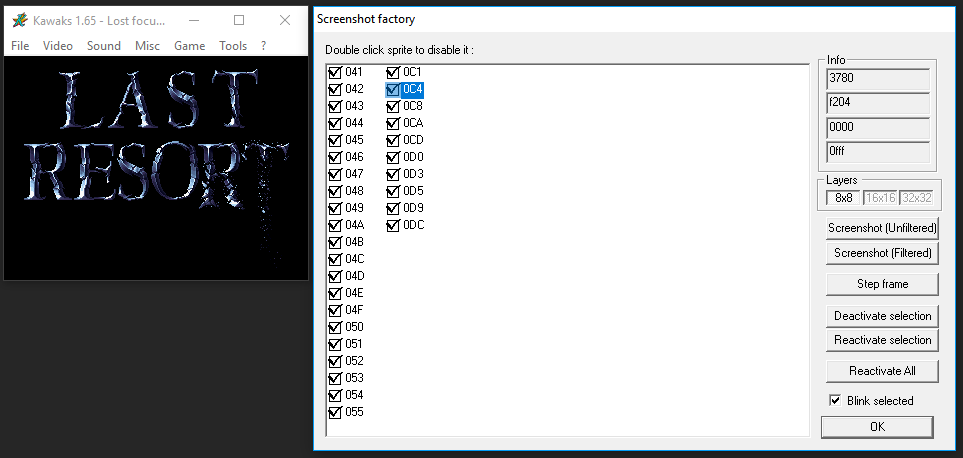 Kawaks 1.65 - Lost focu...
File Video Sound Misc Game Tools ?
LAST
RESORT
Screenshot factory
Double click sprite to disable it :
041 0C1
042 0C4
043 0C8
044 0CA
045 0CD
046 0D0
047 0D3
048 0D5
049 0D9
04A 0DC
04B
04C
04D
04E
04F
050
051
052
053
054
055
Info
3780
f204
0000
0fff
Layers
8x8 16x16 32x32
Screenshot (Unfiltered)
Screenshot (Filtered)
Step frame
Deactivate selection
Reactivate selection
Reactivate All
Blink selected
OK